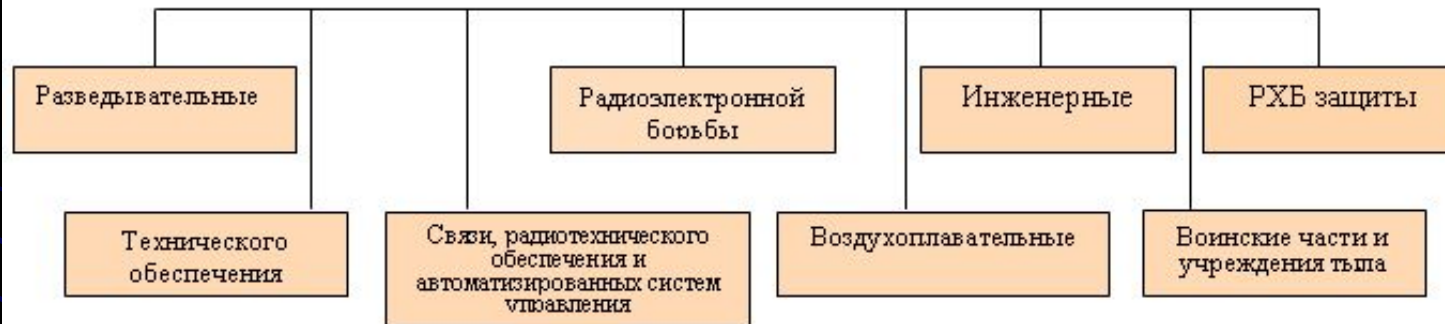 Разведывательные
Радиоэлектронной
борьбы
Инженерные
РХБ защиты
Технического
обеспечения
Связи, радиотехнического
обеспечения и
автоматизированных систем
управления
Воздухоплавательные
Воинские части и
учреждения тыла